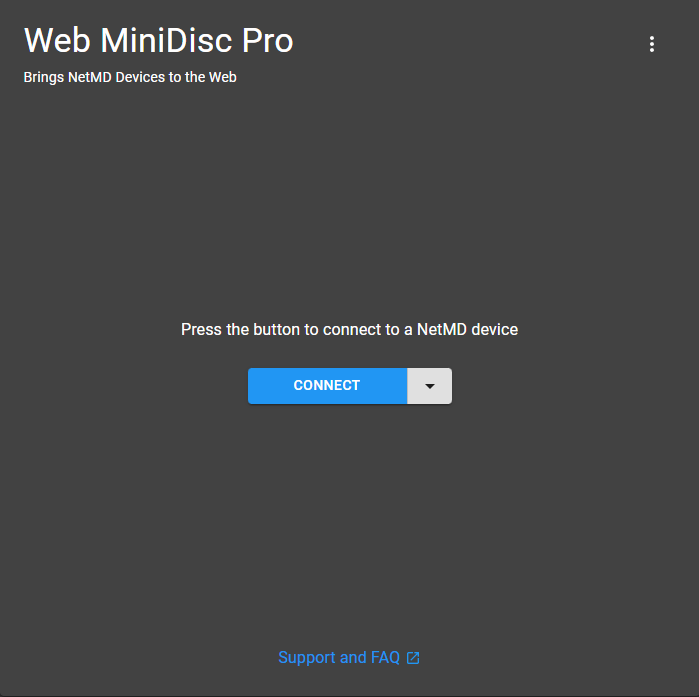 Web MiniDisc Pro
Brings NetMD Devices to the Web
Press the button to connect to a NetMD device
CONNECT
Support and FAQ